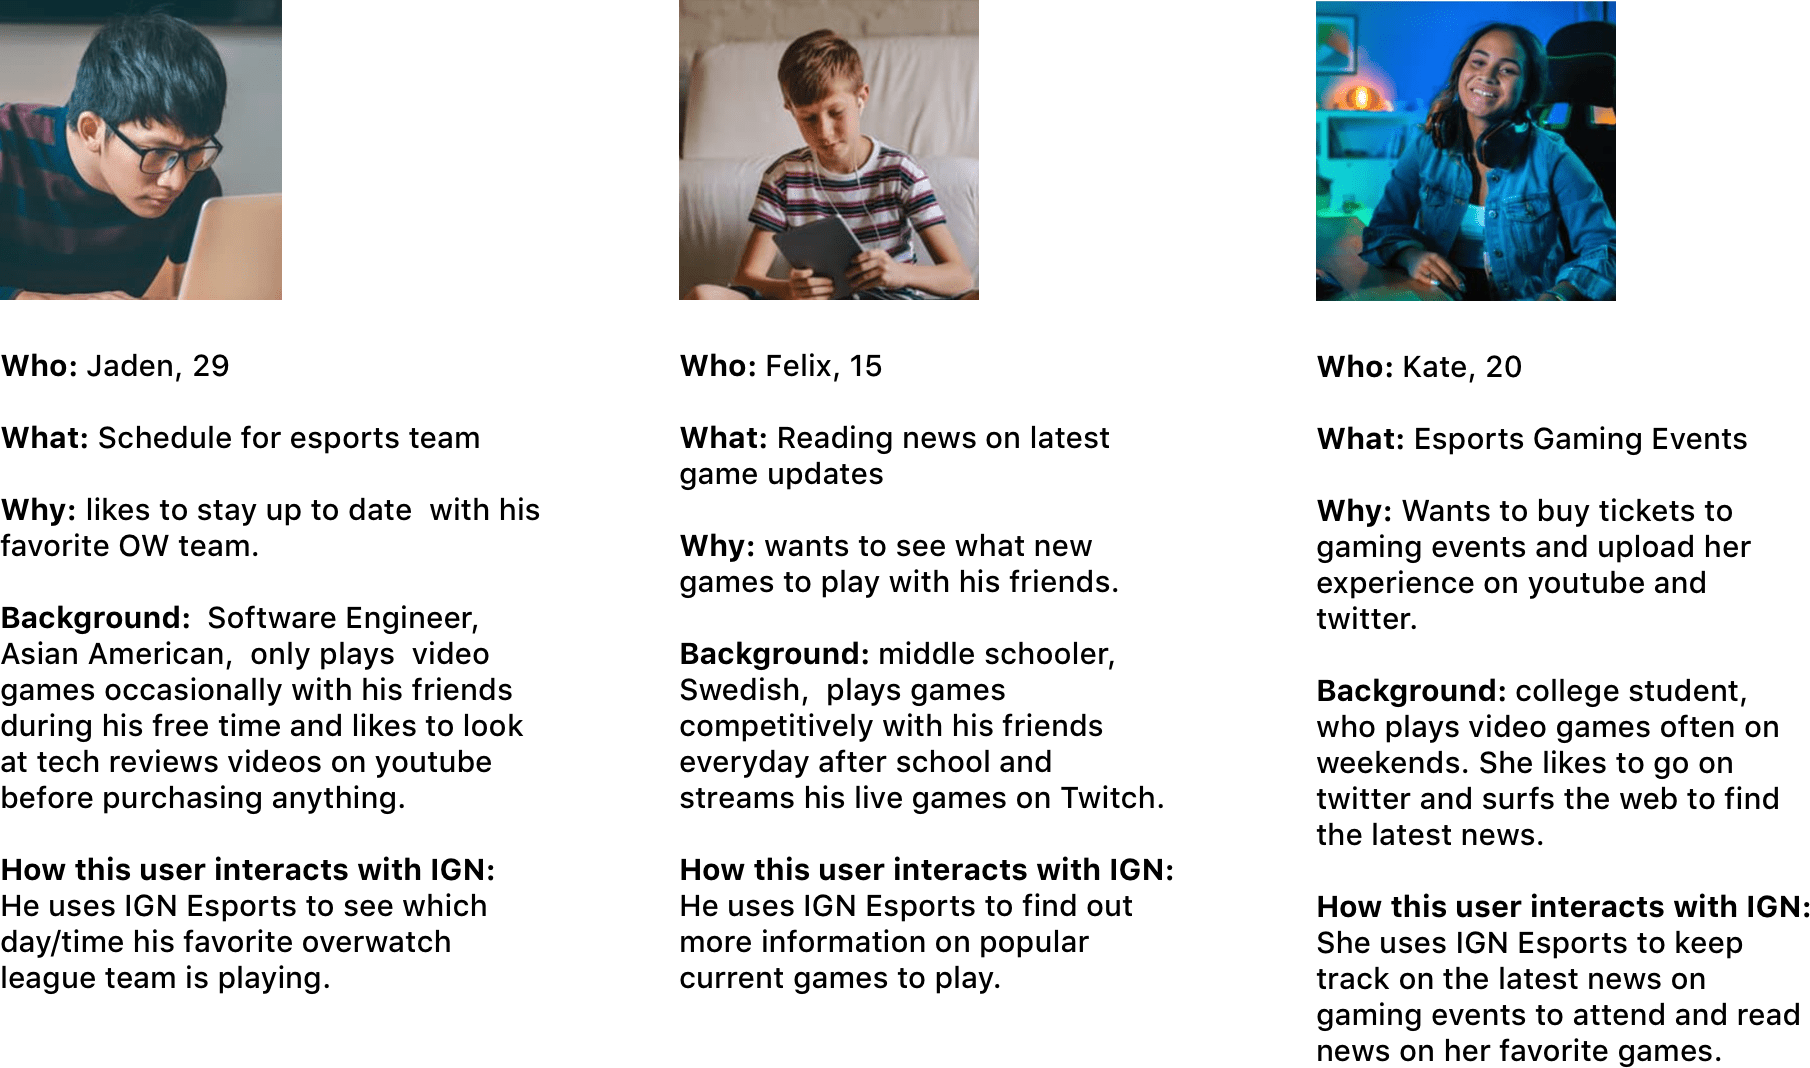 Who: Jaden, 29
What: Schedule for esports team
Why: likes to stay up to date  with his
favorite OW team.
Background:  Software Engineer,
Asian American,  only plays  video
games occasionally with his friends
during his free time and likes to look
at tech reviews videos on youtube
before purchasing anything.
How this user interacts with IGN:
He uses IGN Esports to see which
day/time his favorite overwatch
league team is playing.
Who: Felix, 15
What: Reading news on latest
game updates
Why: wants to see what new
games to play with his friends.
Background: middle schooler,
Swedish,  plays games
competitively with his friends
everyday after school and
streams his live games on Twitch.
How this user interacts with IGN:
He uses IGN Esports to find out
more information on popular
current games to play.
Who: Kate, 20
What: Esports Gaming Events
Why: Wants to buy tickets to
gaming events and upload her
experience on youtube and
twitter.
Background: college student,
who plays video games often on
weekends. She likes to go on
twitter and surfs the web to find
the latest news.
How this user interacts with IGN:
She uses IGN Esports to keep
track on the latest news on
gaming events to attend and read
news on her favorite games.